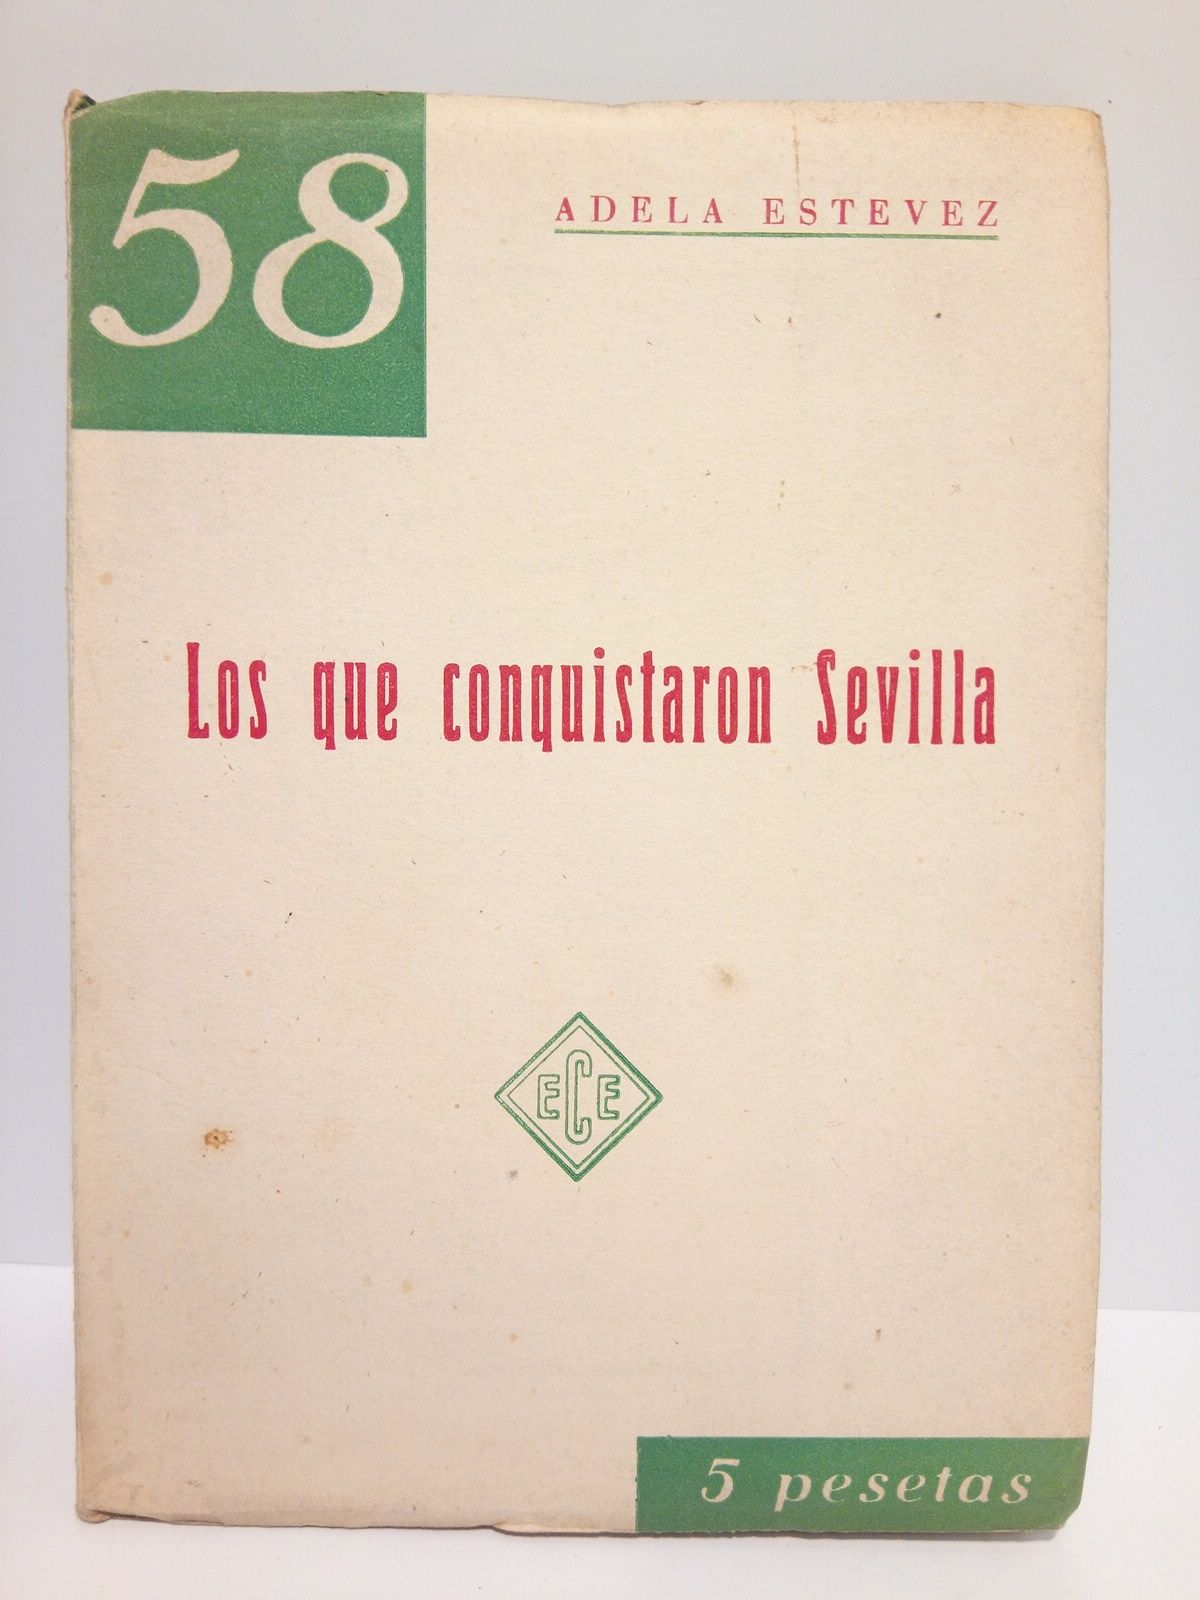 58
ADELA ESTEVEZ
Los que conquistaron Sevilla
ECE
5 pesetas